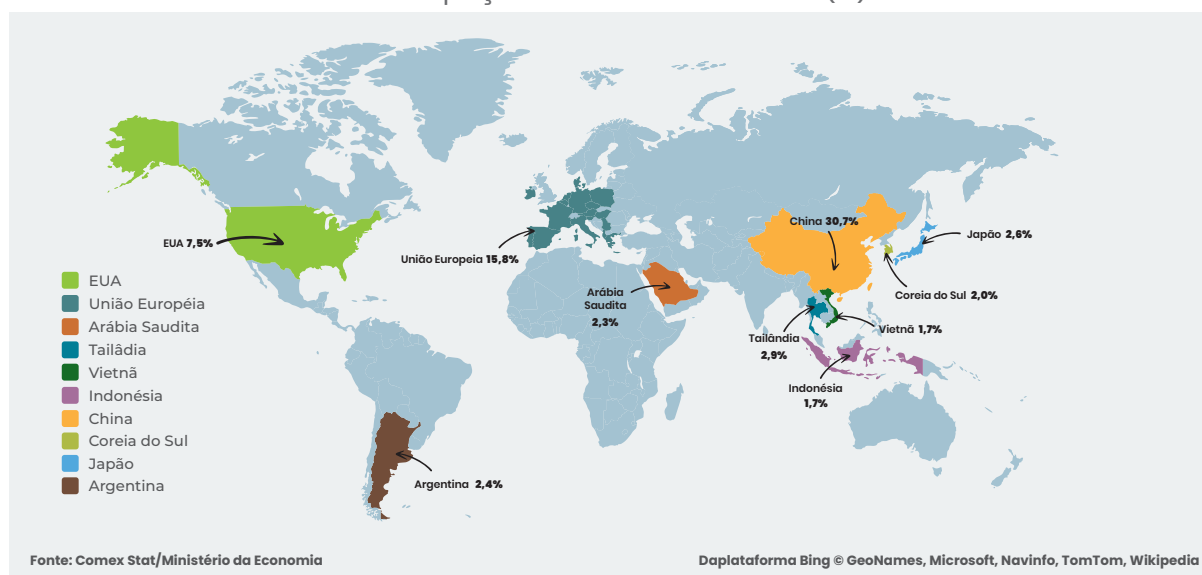 China 30,7%
Japão 2,6%
EUA 7,5%
União Europeia 15,8%
EUA
Arábia
Saudita
2,3%
Coreia do Sul 2,0%
União Européia
Arábia Saudita
Vietnã 1,7%
Tailândia
2,9%
Tailâdia
Vietnã
Indonésia
1,7%
Indonésia
China
Coreia do Sul
Japão
Argentina
Argentina 2,4%
Fonte: Comex Stat/Ministério da Economia
Daplataforma Bing © GeoNames, Microsoft, Navinfo, TomTom, Wikipedia